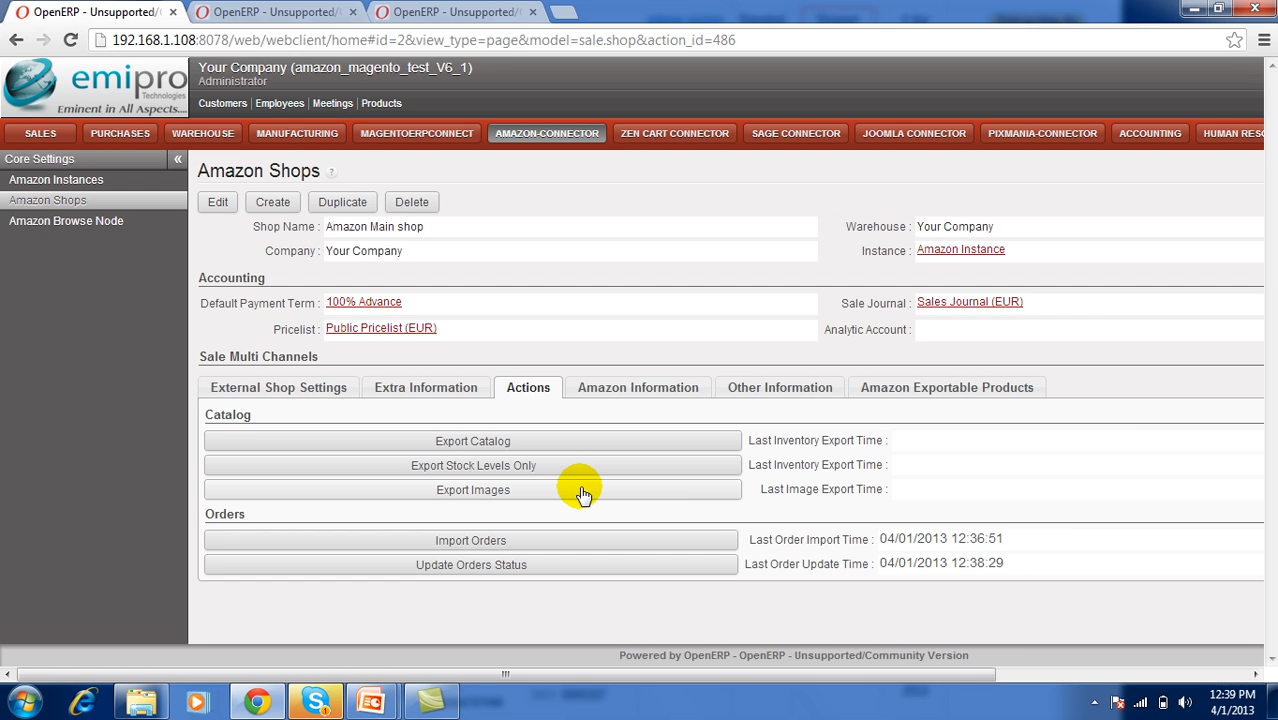 OpenERP - Unsupported/
OpenERP - Unsupported/
OpenERP - Unsupported/
192.168.1.108:8078/web/webclient/home#id=2&view_type=page&model=sale.shop&action_id=486
emipro
Technologies
Eminent in All Aspects....
Your Company (amazon_magento_test_V6_1)
Administrator
Customers Employees Meetings Products
SALES PURCHASES WAREHOUSE MANUFACTURING MAGENTOERPCONNECT AMAZON-CONNECTOR ZEN CART CONNECTOR SAGE CONNECTOR JOOMLA CONNECTOR PIXMANIA-CONNECTOR ACCOUNTING HUMAN RES
Core Settings «
Amazon Instances
Amazon Shops
Amazon Browse Node
Amazon Shops ?
Edit Create Duplicate Delete
Shop Name : Amazon Main shop Warehouse : Your Company
Company : Your Company Instance : Amazon Instance
Accounting
Default Payment Term : 100% Advance Sale Journal : Sales Journal (EUR)
Pricelist : Public Pricelist (EUR) Analytic Account :
Sale Multi Channels
External Shop Settings Extra Information Actions Amazon Information Other Information Amazon Exportable Products
Catalog
Export Catalog Last Inventory Export Time :
Export Stock Levels Only Last Inventory Export Time :
Export Images Last Image Export Time :
Orders
Import Orders Last Order Import Time : 04/01/2013 12:36:51
Update Orders Status Last Order Update Time : 04/01/2013 12:38:29
Powered by OpenERP - OpenERP - Unsupported/Community Version
12:39 PM
4/1/2013